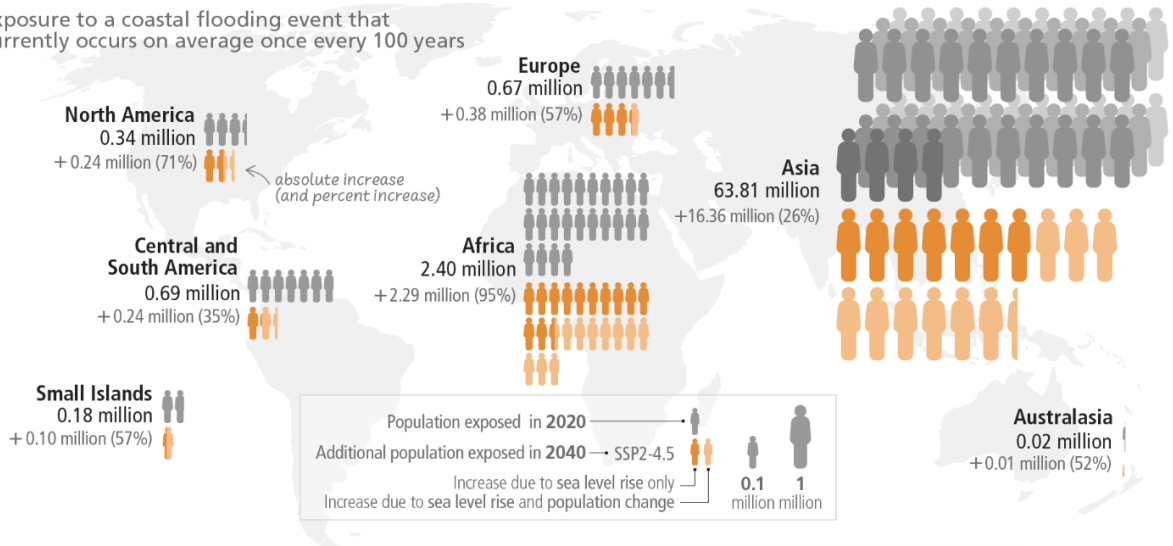 xposure to a coastal flooding event that
urrently occurs on average once every 100 years
North America
0.34 million
+ 0.24 million (71%)
absolute increase
(and percent increase)
Europe
0.67 million
+ 0.38 million (57%)
Asia
63.81 million
+16.36 million (26%)
Central and
South America
0.69 million
+ 0.24 million (35%)
Africa
2.40 million
+ 2.29 million (95%)
Small Islands
0.18 million
+ 0.10 million (57%)
Australasia
0.02 million
+0.01 million (52%)
Population exposed in 2020
Additional population exposed in 2040 SSP2-4.5
Increase due to sea level rise only
Increase due to sea level rise and population change
0.1 1
million million